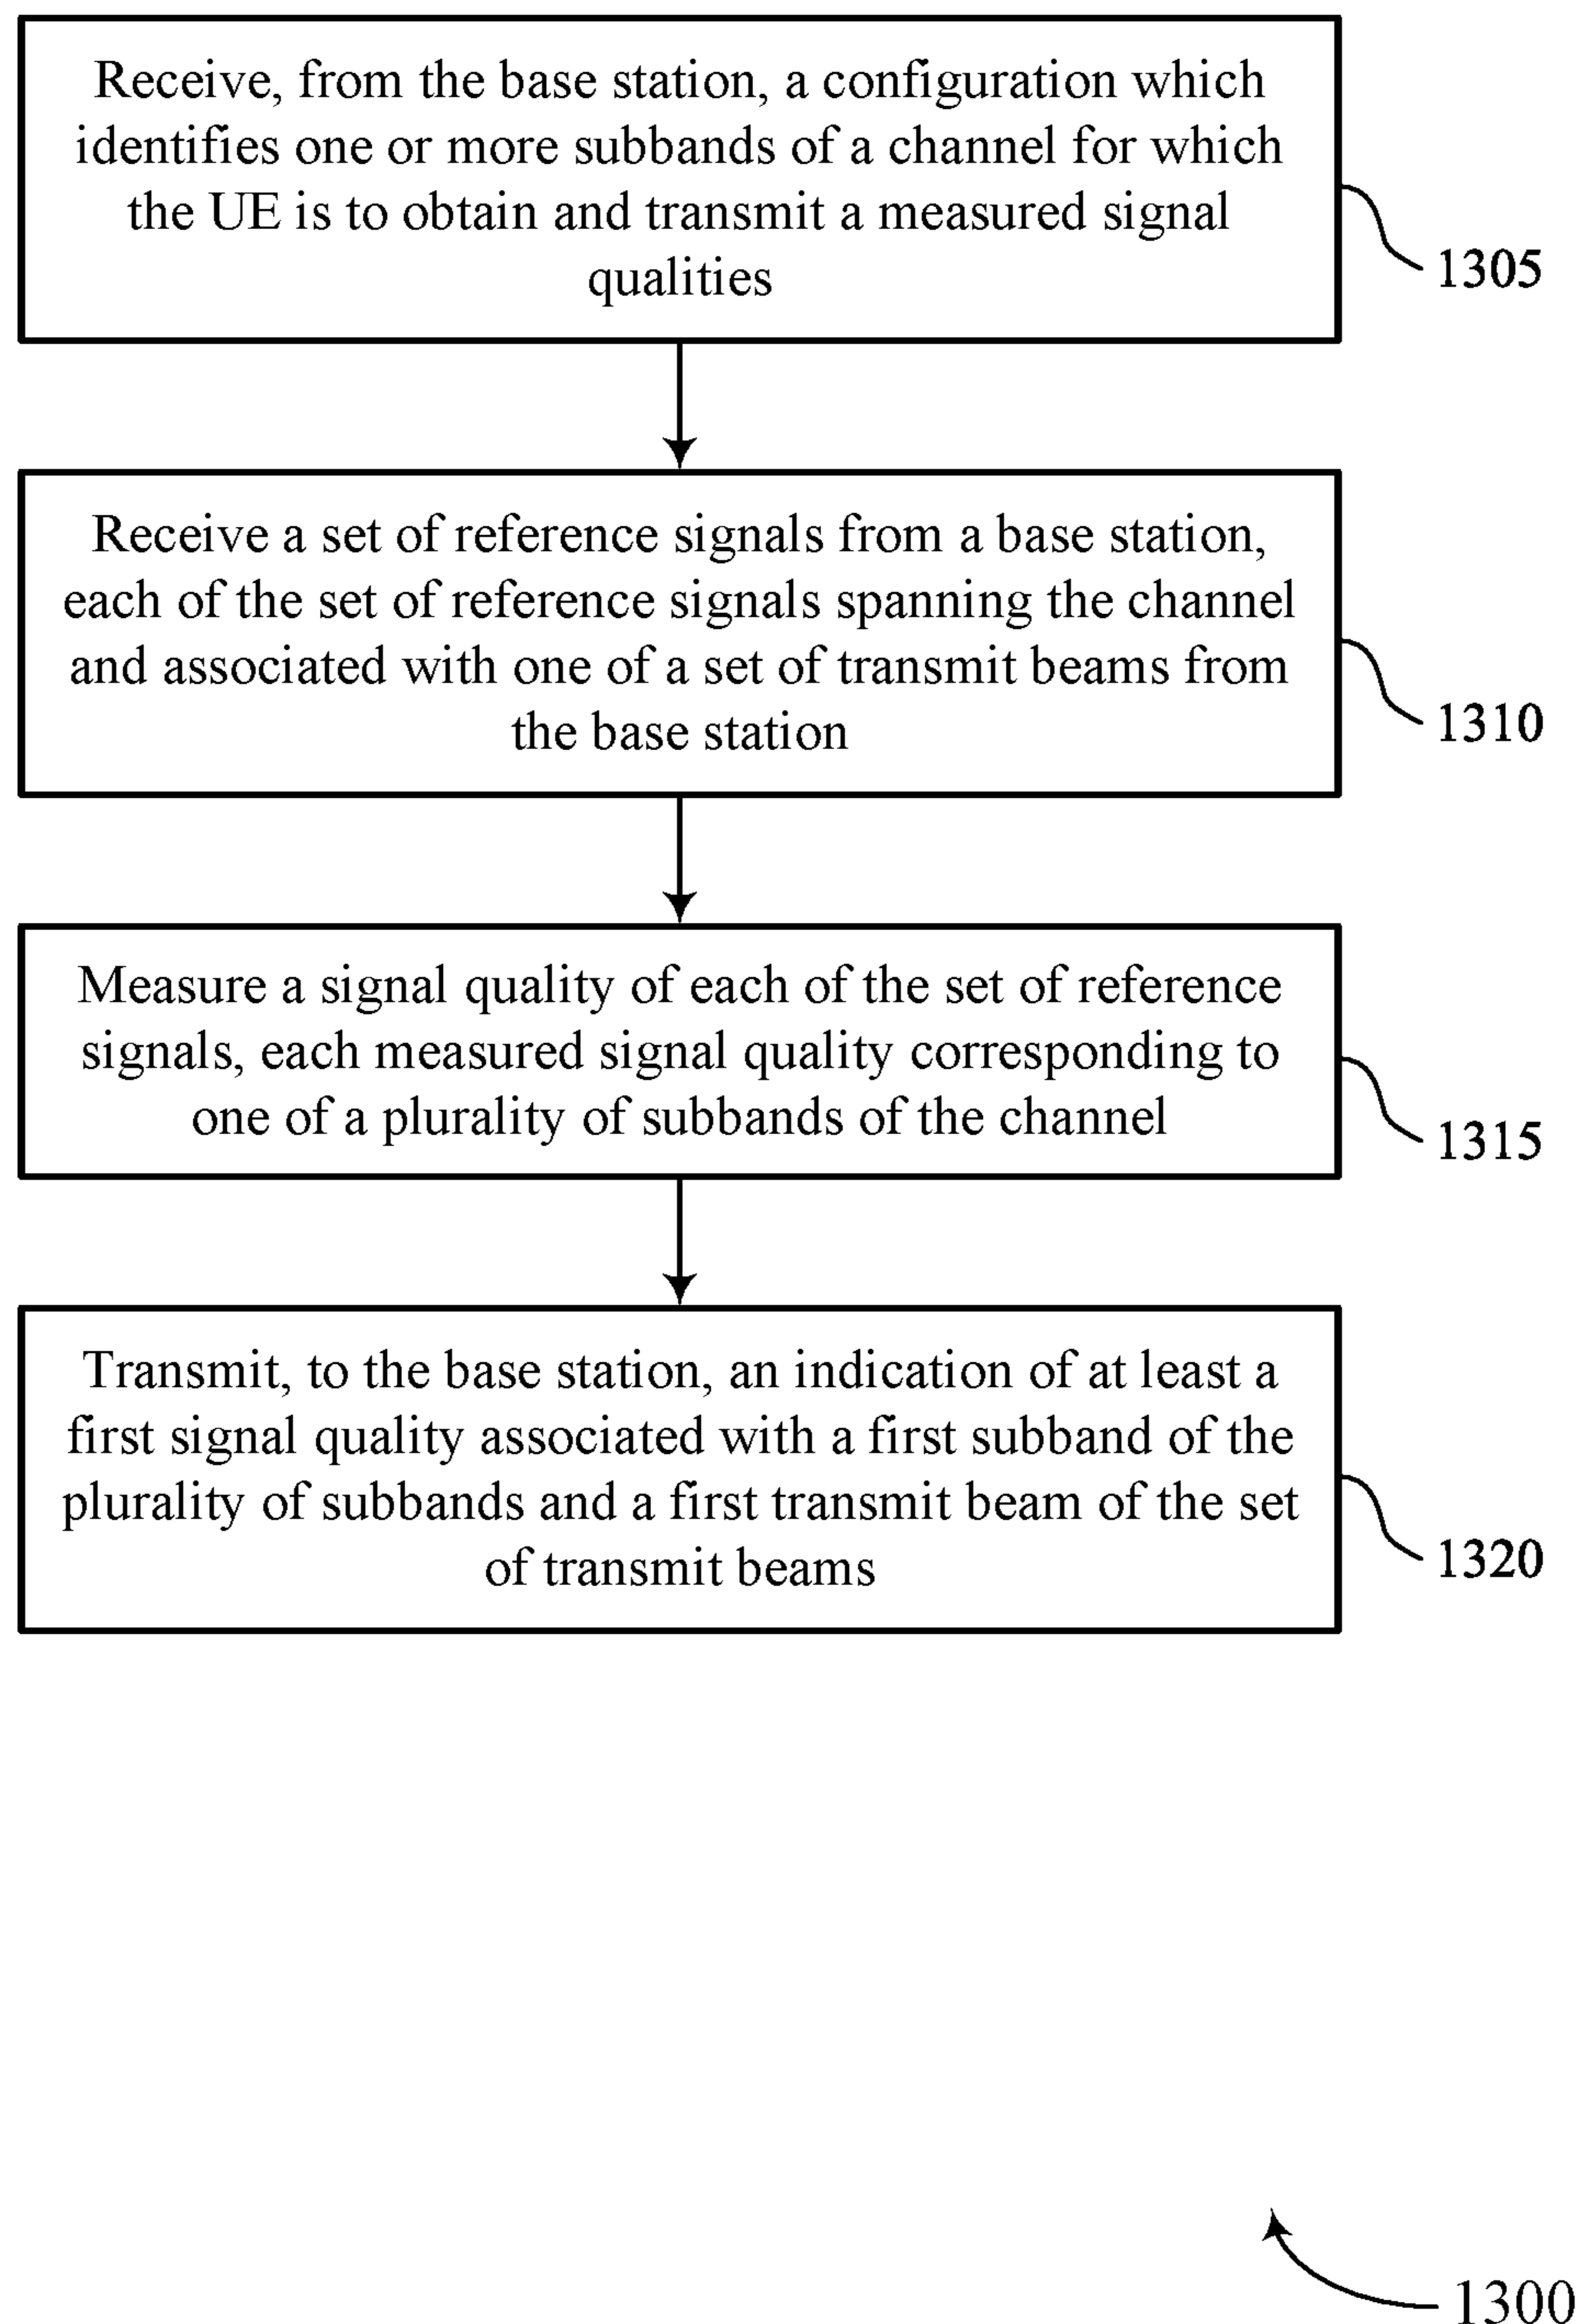 Receive, from the base station, a configuration which
identifies one or more subbands of a channel for which
the UE is to obtain and transmit a measured signal
qualities
1305
Receive a set of reference signals from a base station,
each of the set of reference signals spanning the channel
and associated with one of a set of transmit beams from
the base station
1310
Measure a signal quality of each of the set of reference
signals, each measured signal quality corresponding to
one of a plurality of subbands of the channel
1315
Transmit, to the base station, an indication of at least a
first signal quality associated with a first subband of the
plurality of subbands and a first transmit beam of the set
of transmit beams
1320
1300